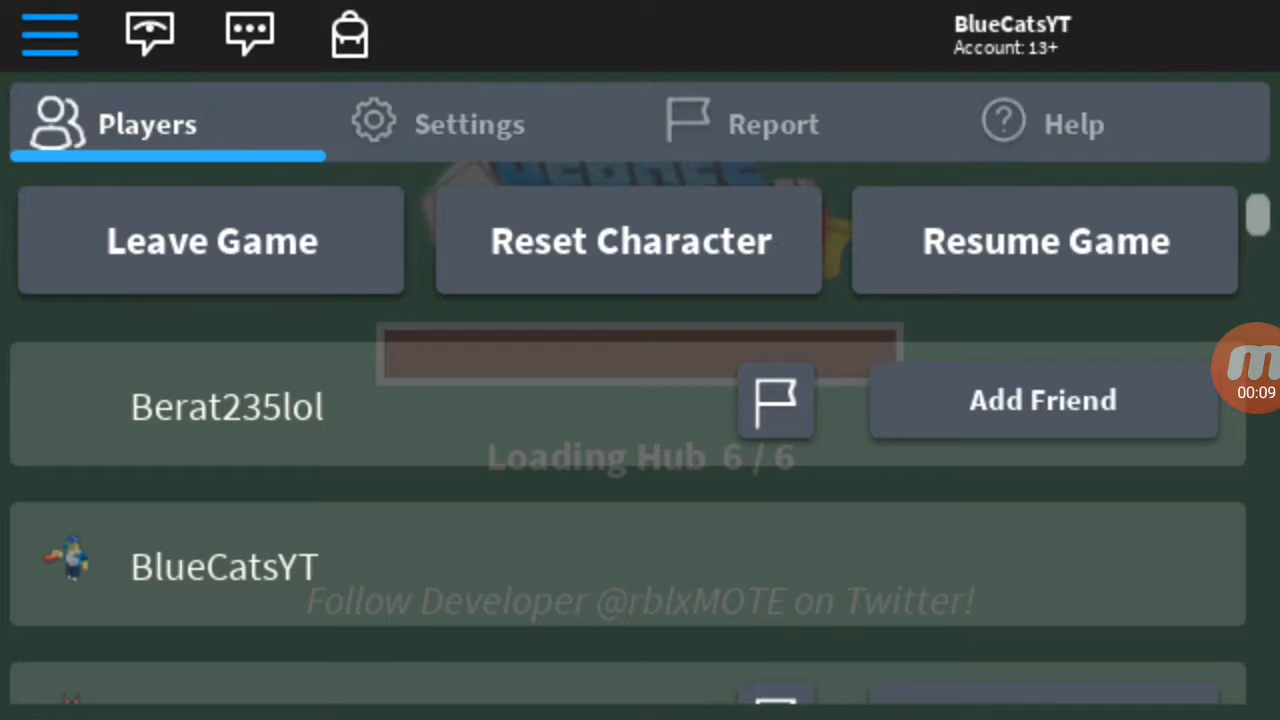 BlueCatsYT
Account: 13+
Players
Settings
Report
Help
Leave Game
Reset Character
Resume Game
Berat235lol
Add Friend
00:09
Loading Hub 6 / 6
BlueCatsYT
Follow Developer @rblxMOTE on Twitter!